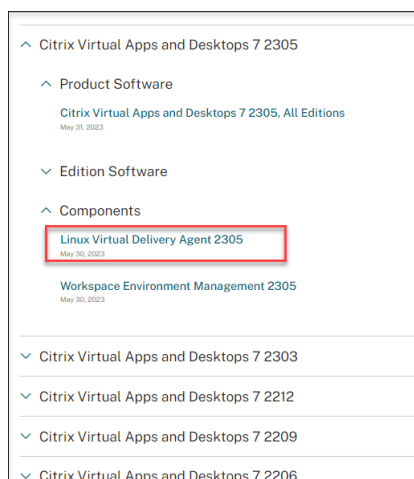 Citrix Virtual Apps and Desktops 7 2305
Product Software
Citrix Virtual Apps and Desktops 7 2305, All Editions
May 31, 2023
Edition Software
Components
Linux Virtual Delivery Agent 2305
May 30, 2023
Workspace Environment Management 2305
May 30, 2023
Citrix Virtual Apps and Desktops 7 2303
Citrix Virtual Apps and Desktops 7 2212
Citrix Virtual Apps and Desktops 7 2209
Citrix Virtual Apps and Desktops 7 2206